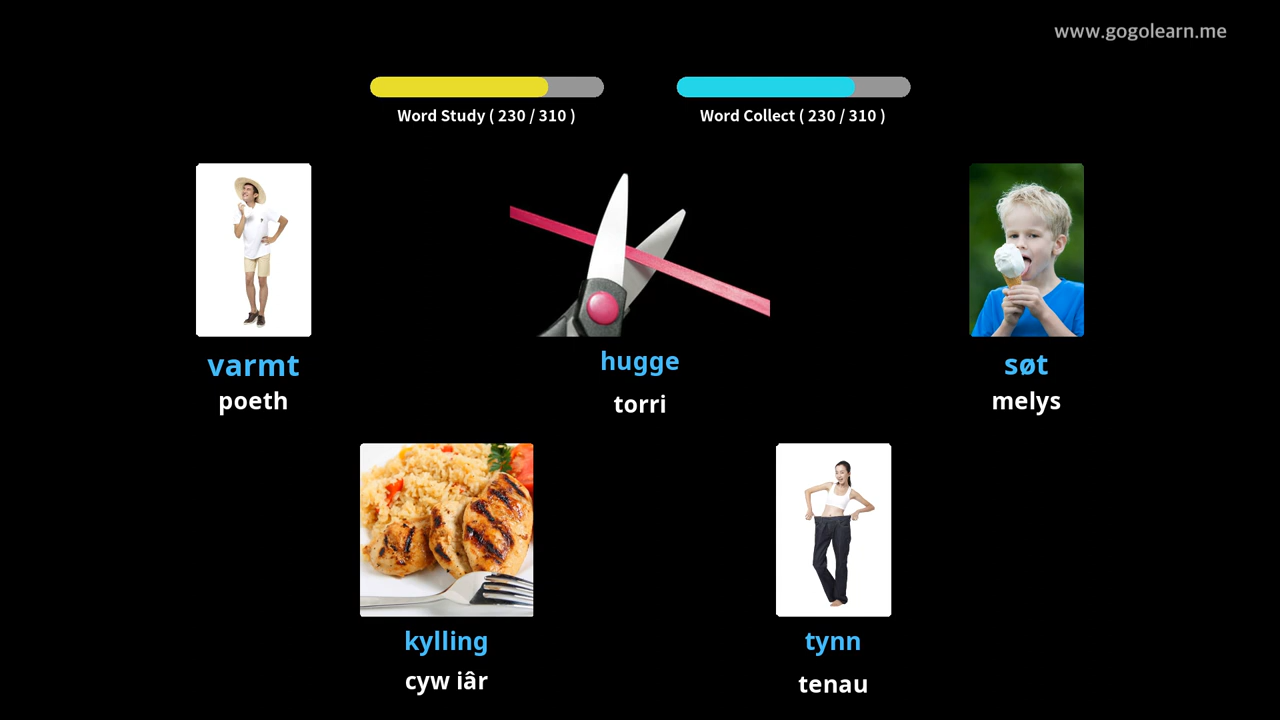 www.gogolearn.me
Word Study ( 230 / 310 )
Word Collect ( 230 / 310 )
varmt
poeth
hugge
torri
søt
melys
kylling
cyw iâr
tynn
tenau